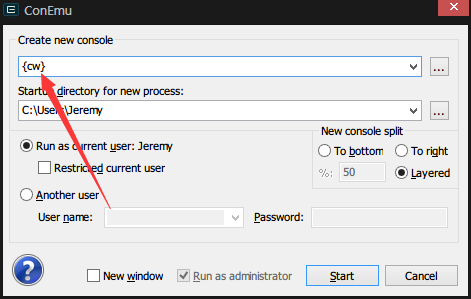 ConEmu
Create new console
{cw}
...
Startup directory for new process:
C:\Users\Jeremy
...
Run as current user: Jeremy
Restricted current user
Another user
User name:
Password:
New console split
To bottom
To right
%: 50
Layered
?
New window
Run as administrator
Start
Cancel